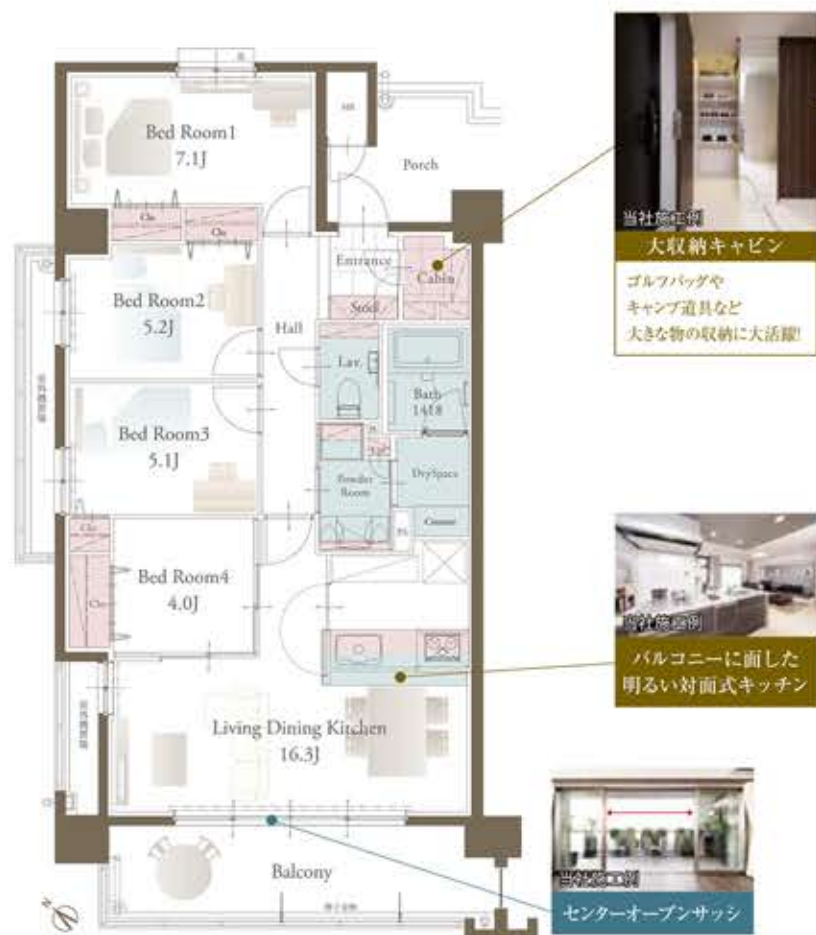 Bed Room1
7.1J
MB
Porch
Clo
Clo
Entrance
Cabin
Stool
Bed Room2
5.2J
Hall
Lav.
Bath
1418
Bed Room3
5.1J
Powder
Room
DrySpace
Counter
PS
Clo
Clo
Bed Room4
4.0J
Living Dining Kitchen
16.3J
Balcony
N
当社施工例
大収納キャビン
ゴルフバッグや
キャンプ道具など
大きな物の収納に大活躍!
当社施工例
バルコニーに面した
明るい対面式キッチン
当社施工例
センターオープンサッシ